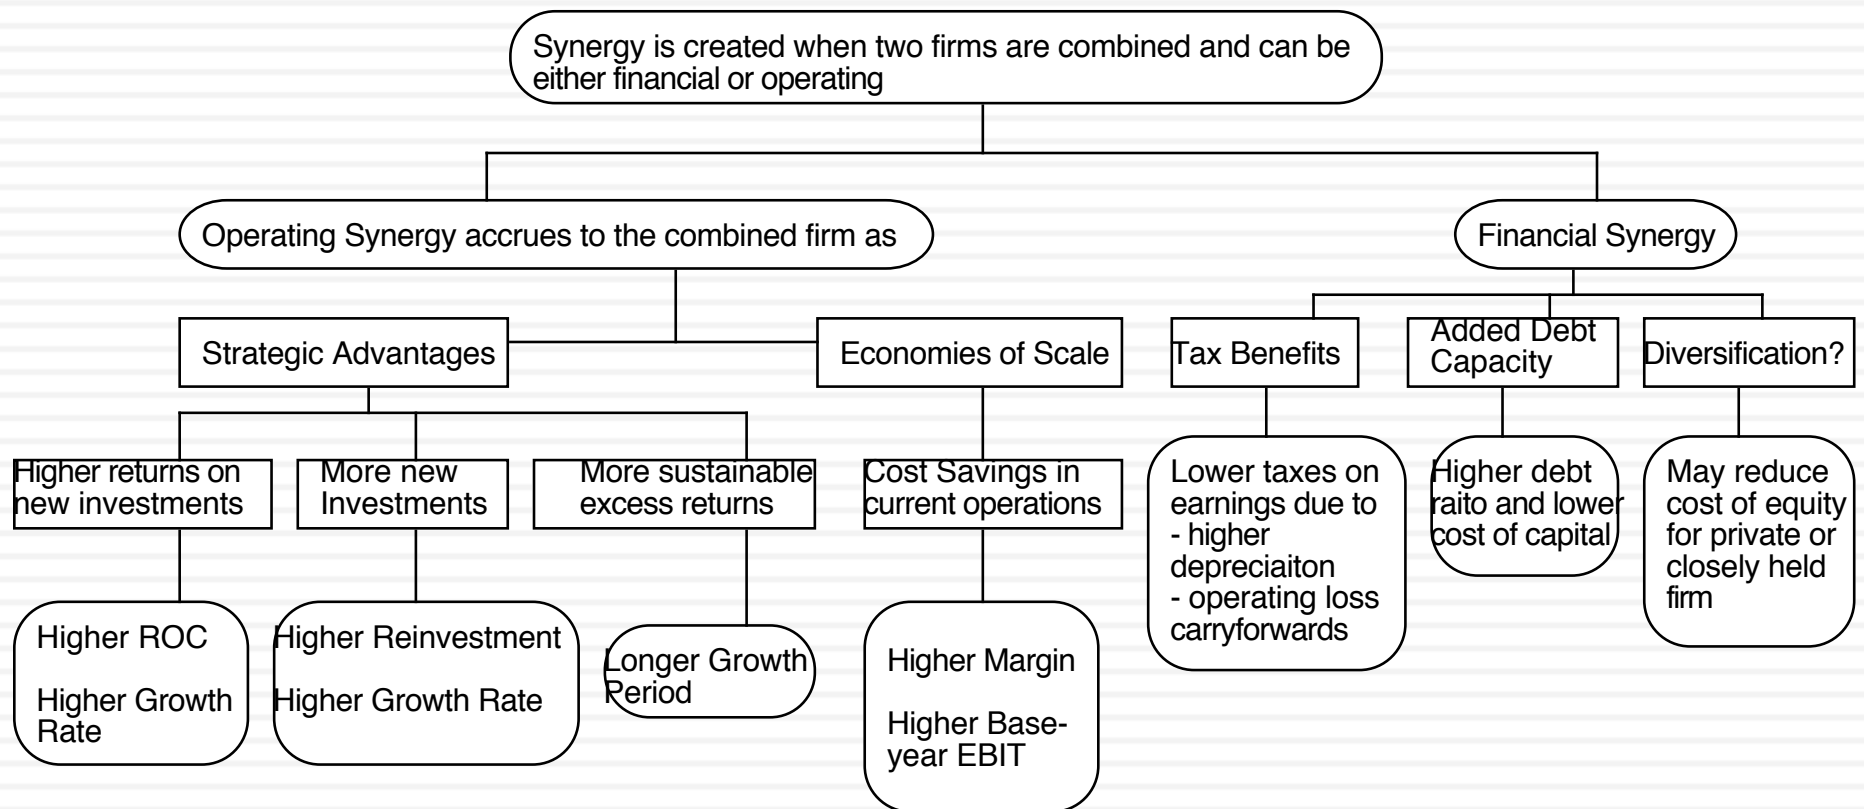 Synergy is created when two firms are combined and can be
either financial or operating
Operating Synergy accrues to the combined firm as
Financial Synergy
Strategic Advantages
Economies of Scale
Tax Benefits
Added Debt
Capacity
Diversification?
Higher returns on
new investments
More new
Investments
More sustainable
excess returns
Cost Savings in
current operations
Lower taxes on
earnings due to
- higher
depreciaiton
- operating loss
carryforwards
Higher debt
raito and lower
cost of capital
May reduce
cost of equity
for private or
closely held
firm
Higher ROC
Higher Growth
Rate
Higher Reinvestment
Higher Growth Rate
Longer Growth
Period
Higher Margin
Higher Base-
year EBIT